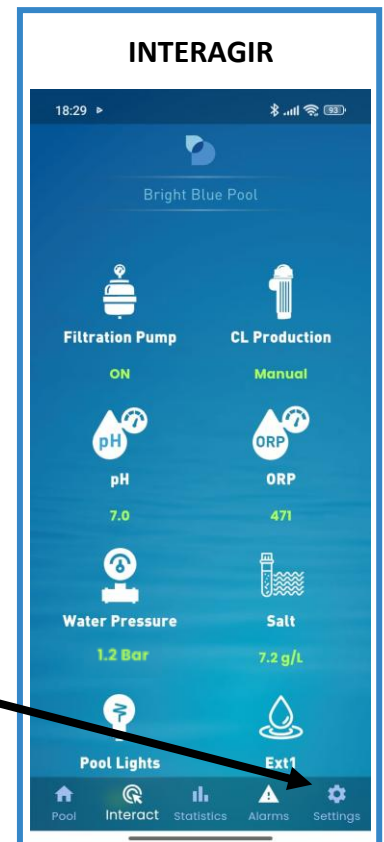 INTERAGIR
18:29
93
Bright Blue Pool
Filtration Pump CL Production
ON Manual
pH ORP
pH ORP
7.0 471
Water Pressure Salt
1.2 Bar 7.2 g/L
Pool Lights Ext1
Pool Interact Statistics Alarms Settings